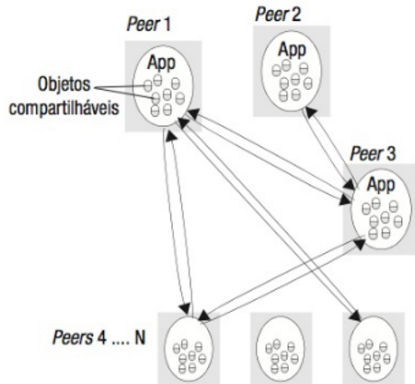 Peer 1
App
Objetos
compartilháveis
Peer 2
App
Peer 3
App
Peers 4 .... N